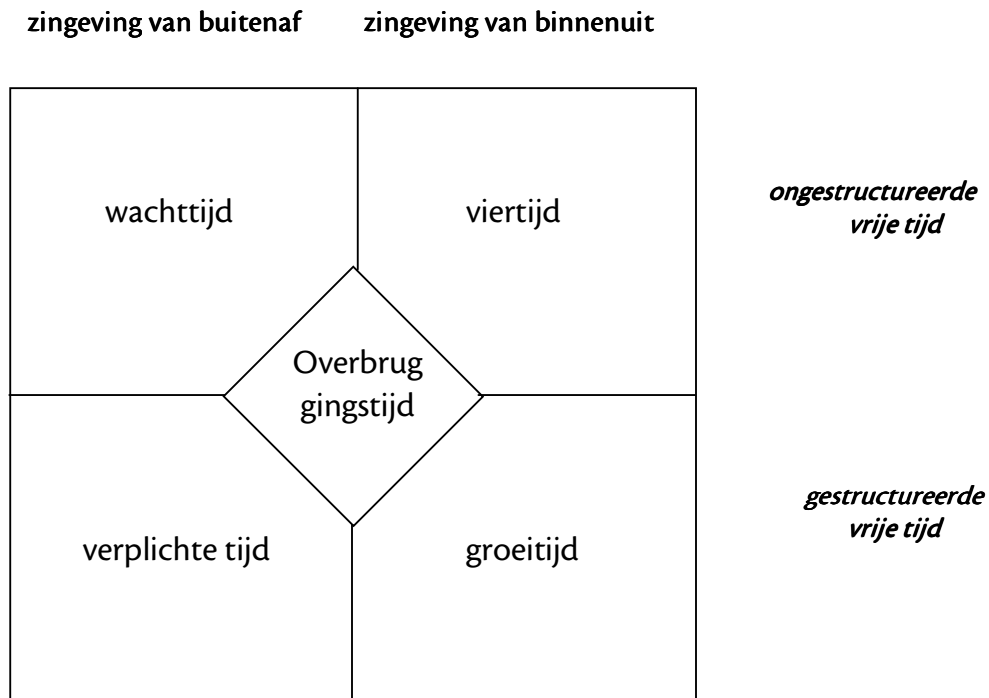 zingeving van buitenaf zingeving van binnenuit
wachttijd
viertijd
ongestructureerde
vrije tijd
Overbrug
gingstijd
verplichte tijd
groeitijd
gestructureerde
vrije tijd